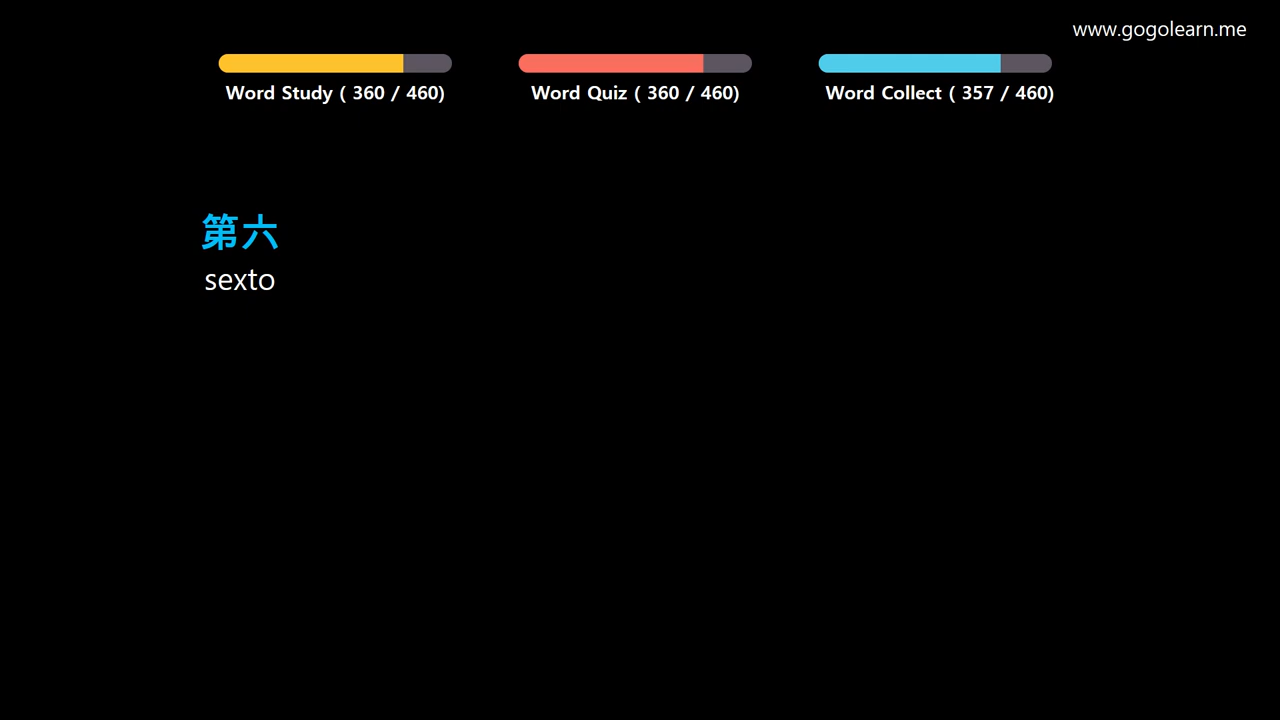 www.gogolearn.me
Word Study ( 360 / 460)
Word Quiz ( 360 / 460)
Word Collect ( 357 / 460)
第六
sexto